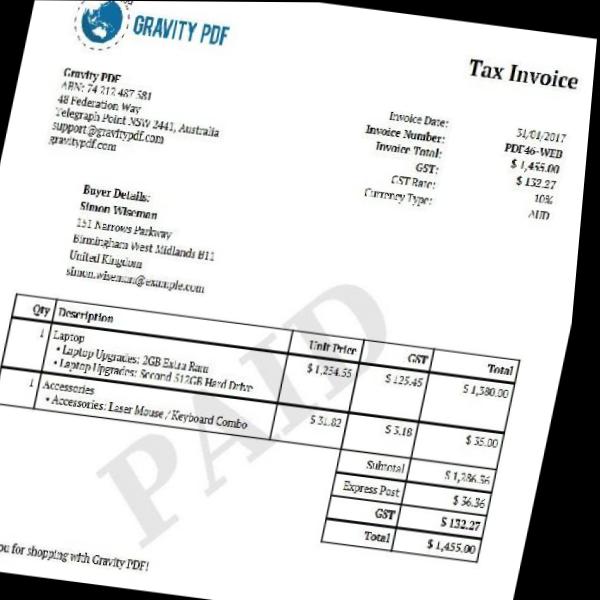 GRAVITY PDF
Tax Invoice
Gravity PDF
ABN: 74 212 487 581
48 Federation Way
Telegraph Point NSW 2441, Australia
support@gravitypdf.com
gravitypdf.com
Invoice Date: 31/01/2017
Invoice Number: PDF46-WEB
Invoice Total: $ 1,455.00
GST: $ 132.27
GST Rate: 10%
Currency Type: AUD
Buyer Details:
Simon Wiseman
151 Narrows Parkway
Birmingham West Midlands B11
United Kingdom
simon.wiseman@example.com
Qty Description Unit Price GST Total
1 Laptop $ 1,254.55 $ 125.45 $ 1,380.00
• Laptop Upgrades: 2GB Extra Ram
• Laptop Upgrades: Second 512GB Hard Drive
1 Accessories $ 31.82 $ 3.18 $ 35.00
• Accessories: Laser Mouse / Keyboard Combo
Subtotal $ 1,286.36
Express Post $ 36.36
GST $ 132.27
Total $ 1,455.00
PAID
ou for shopping with Gravity PDF!